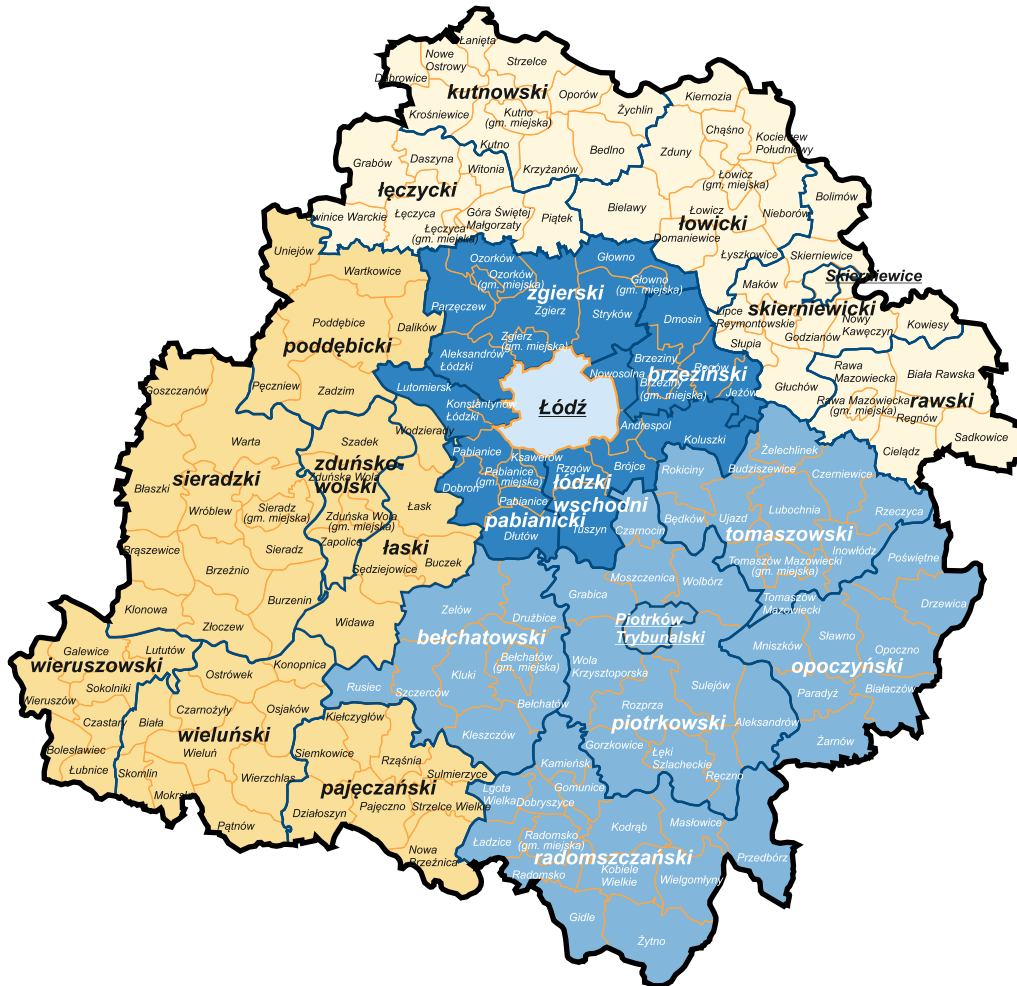 Łanięta
Nowe
Ostrowy
Strzelce
Dąbrowice
kutnowski
Oporów
Żychlin
Krośniewice
Kutno
(gm. miejska)
Kiernozia
Chąśno
Kocierzew
Południowy
Kutno
Bedlno
Zduny
Grabów
Daszyna
Witonia
Krzyżanów
Łowicz
(gm. miejska)
łęczycki
Bolimów
Świnice Warckie
Łęczyca
Łęczyca
(gm. miejska)
Góra Świętej
Małgorzaty
Piątek
Bielawy
Łowicz
łowicki
Nieborów
Domaniewice
Łyszkowice
Skierniewice
Uniejów
Wartkowice
Ozorków
Ozorków
(gm. miejska)
Głowno
Głowno
(gm. miejska)
zgierski
Zgierz
Stryków
Parzęczew
Maków
Skierniewice
skierniewicki
Lipce
Reymontowskie
Nowy
Kawęczyn
Kowiesy
Godzianów
Słupia
Dmosin
Poddębice
Dalików
poddębicki
Zgierz
(gm. miejska)
Aleksandrów
Łódzki
Brzeziny
Rogów
brzeziński
Brzeziny
(gm. miejska)
Jeżów
Nowosolna
Rawa
Mazowiecka
Biała Rawska
Głuchów
Rawa Mazowiecka
(gm. miejska)
rawski
Regnów
Sadkowice
Cielądz
Goszczanów
Pęczniew
Zadzim
Lutomiersk
Konstantynów
Łódzki
Łódź
Andrespol
Koluszki
Wodzierady
Warta
Szadek
zduńsko-
wolski
Zduńska Wola
Zduńska Wola
(gm. miejska)
Zapolice
sieradzki
Błaszki
Wróblew
Sieradz
(gm. miejska)
Sieradz
Brąszewice
Brzeźnio
Burzenin
Klonowa
Złoczew
Pabianice
Ksawerów
Pabianice
(gm. miejska)
Rzgów
Brójce
łódzki
wschodni
Dobroń
Pabianice
pabianicki
Dłutów
Tuszyn
Łask
łaski
Buczek
Sędziejowice
Widawa
Żelechlinek
Rokiciny
Budziszewice
Czerniewice
Lubochnia
Rzeczyca
Będków
Ujazd
Czarnocin
tomaszowski
Inowłódz
Poświętne
Tomaszów Mazowiecki
(gm. miejska)
Tomaszów
Mazowiecki
Moszczenica
Wolbórz
Grabica
Drzewica
Zelów
Drużbice
bełchatowski
Bełchatów
(gm. miejska)
Kluki
Bełchatów
Rusiec
Szczerców
Kleszczów
Piotrków
Trybunalski
Mniszków
Sławno
Opoczno
opoczyński
Białaczów
Paradyż
Żarnów
Wola
Krzysztoporska
Sulejów
Rozprza
piotrkowski
Aleksandrów
Gorzkowice
Łęki
Szlacheckie
Ręczno
Galewice
Lututów
wieruszowski
Sokolniki
Wieruszów
Czastary
Bolesławiec
Łubnice
Konopnica
Ostrówek
Czarnożyły
Osjaków
Biała
wieluński
Wieluń
Skomlin
Wierzchlas
Mokrsko
Pątnów
Kiełczygłów
Siemkowice
Rząśnia
Sulmierzyce
pajęczański
Działoszyn
Pajęczno
Strzelce Wielkie
Nowa
Brzeźnica
Kamieńsk
Gomunice
Lgota
Wielka
Dobryszyce
Ładzice
Radomsko
(gm. miejska)
Kodrąb
Masłowice
radomszczański
Przedbórz
Radomsko
Kobiele
Wielkie
Wielgomłyny
Gidle
Żytno